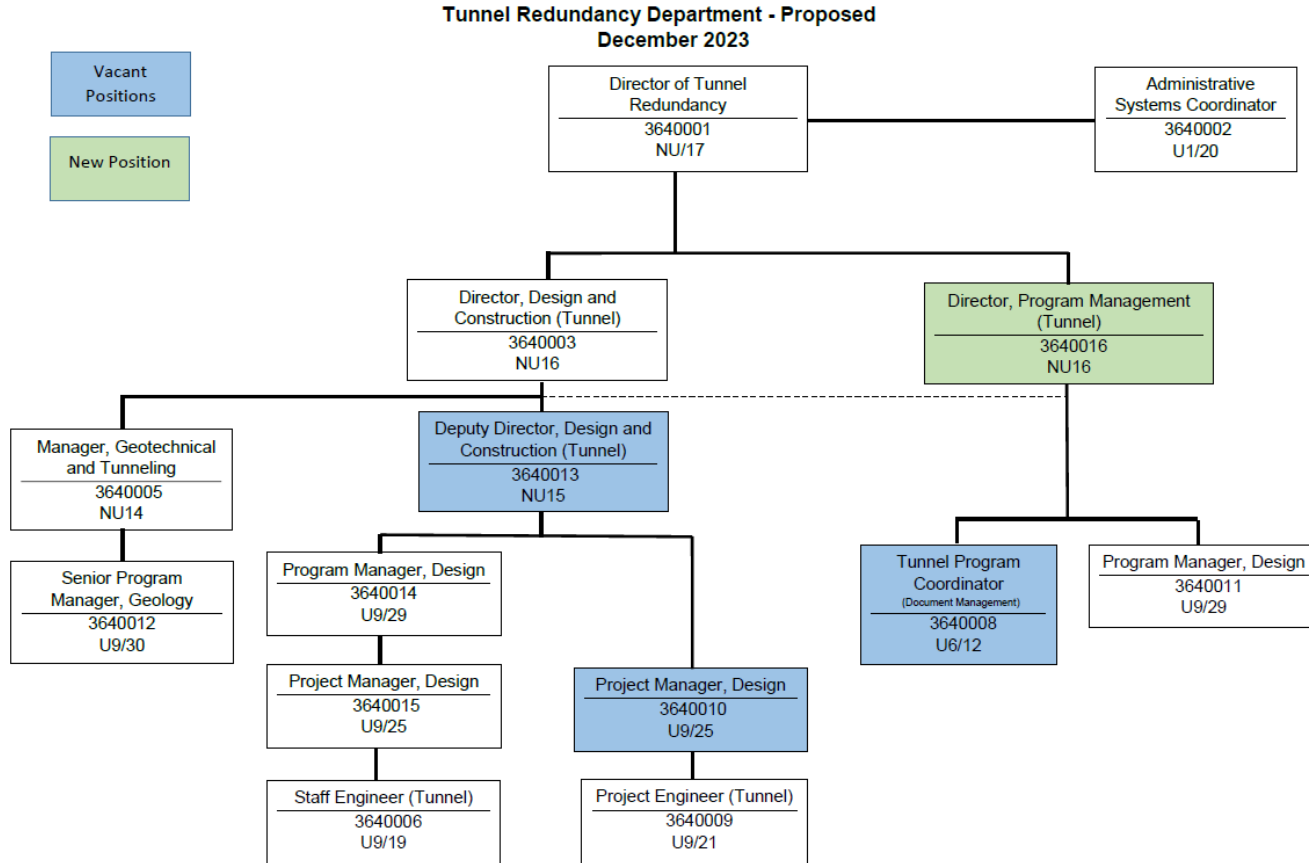 Tunnel Redundancy Department - Proposed
December 2023
Vacant
Positions
New Position
Director of Tunnel
Redundancy
3640001
NU/17
Administrative
Systems Coordinator
3640002
U1/20
Director, Design and
Construction (Tunnel)
3640003
NU16
Director, Program Management
(Tunnel)
3640016
NU16
Manager, Geotechnical
and Tunneling
3640005
NU14
Deputy Director, Design and
Construction (Tunnel)
3640013
NU15
Senior Program
Manager, Geology
3640012
U9/30
Program Manager, Design
3640014
U9/29
Tunnel Program
Coordinator
(Document Management)
3640008
U6/12
Program Manager, Design
3640011
U9/29
Project Manager, Design
3640015
U9/25
Project Manager, Design
3640010
U9/25
Staff Engineer (Tunnel)
3640006
U9/19
Project Engineer (Tunnel)
3640009
U9/21